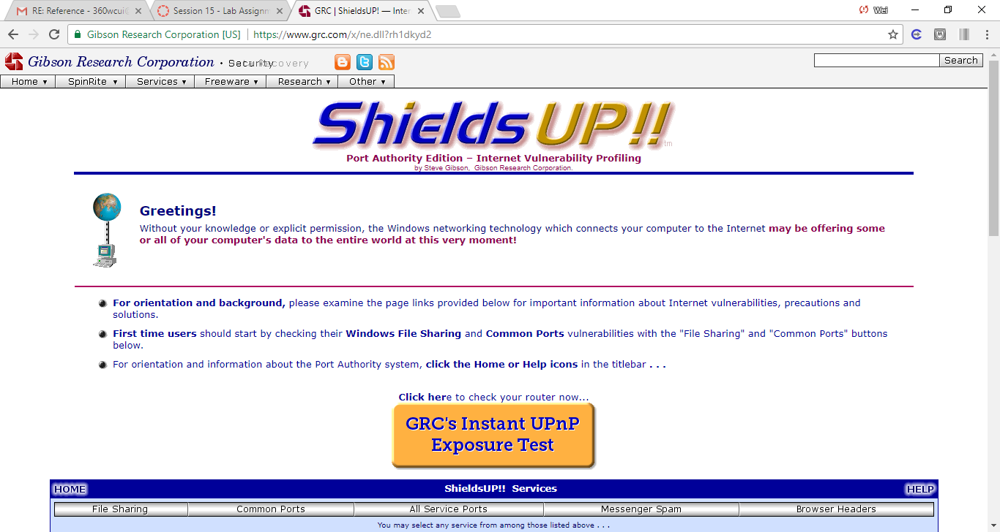 RE: Reference - 360wcui@
Session 15 - Lab Assignm
GRC | ShieldsUP! — Inter
Wei
Gibson Research Corporation [US]
https://www.grc.com/x/ne.dll?rh1dkyd2
Gibson Research Corporation · Security
Search
Home ▾ SpinRite ▾ Services ▾ Freeware ▾ Research ▾ Other ▾
ShieldsUP!! tm
Port Authority Edition – Internet Vulnerability Profiling
by Steve Gibson, Gibson Research Corporation.
Greetings!
Without your knowledge or explicit permission, the Windows networking technology which connects your computer to the Internet may be offering some
or all of your computer's data to the entire world at this very moment!
For orientation and background, please examine the page links provided below for important information about Internet vulnerabilities, precautions and
solutions.
First time users should start by checking their Windows File Sharing and Common Ports vulnerabilities with the "File Sharing" and "Common Ports" buttons
below.
For orientation and information about the Port Authority system, click the Home or Help icons in the titlebar . . .
Click here to check your router now...
GRC's Instant UPnP
Exposure Test
HOME ShieldsUP!! Services HELP
File Sharing Common Ports All Service Ports Messenger Spam Browser Headers
You may select any service from among those listed above . . .